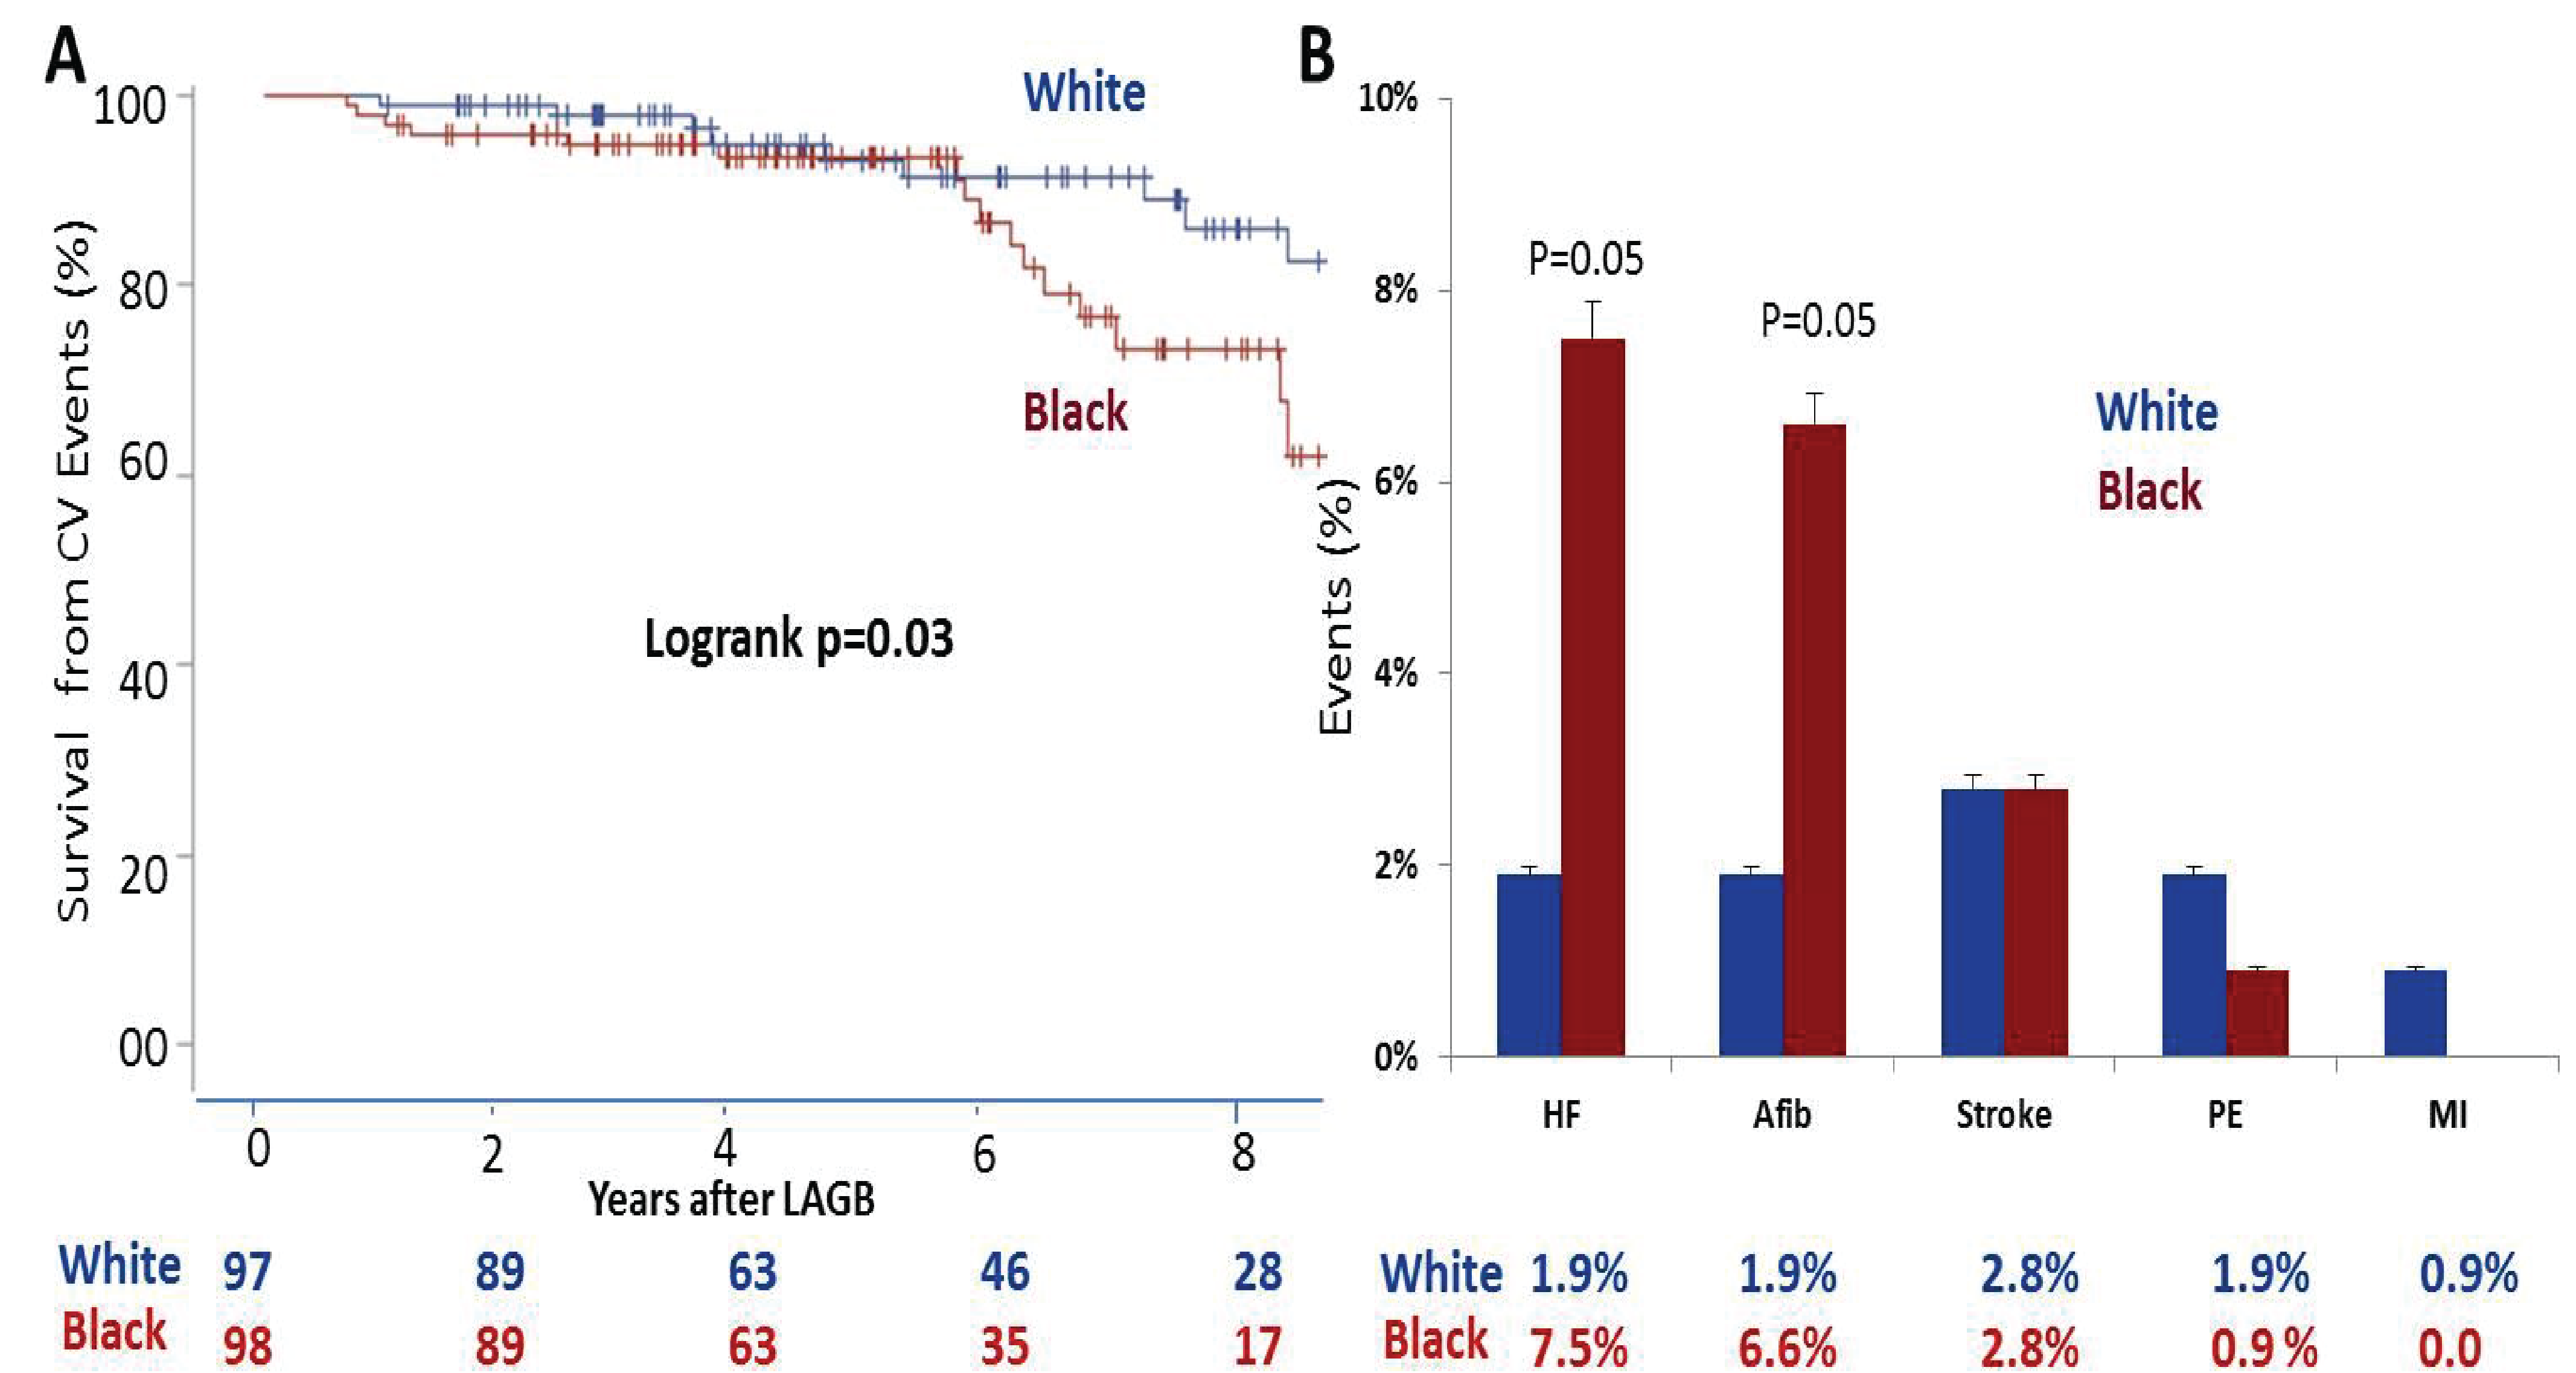 A
Survival from CV Events (%)
100
80
60
40
20
00
White
Black
Logrank p=0.03
0 2 4 6 8
Years after LAGB
White 97 89 63 46 28
Black 98 89 63 35 17
B
Events (%)
10%
8%
6%
4%
2%
0%
P=0.05
P=0.05
White
Black
HF Afib Stroke PE MI
White 1.9% 1.9% 2.8% 1.9% 0.9%
Black 7.5% 6.6% 2.8% 0.9% 0.0